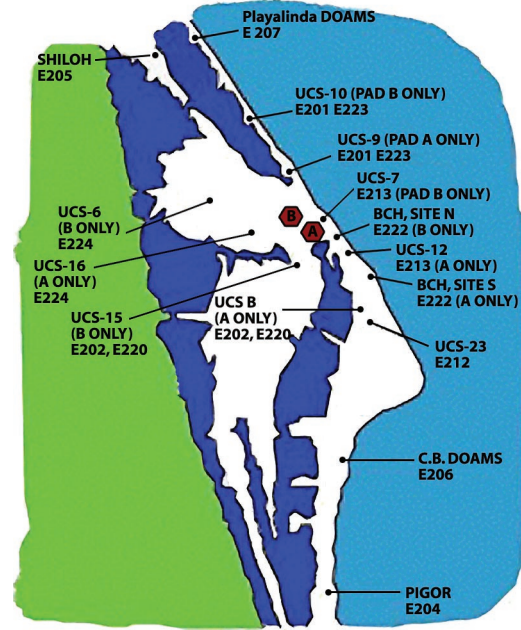 Playalinda DOAMS
E 207
SHILOH
E205
UCS-10 (PAD B ONLY)
E201 E223
UCS-9 (PAD A ONLY)
E201 E223
UCS-7
E213 (PAD B ONLY)
B
A
BCH, SITE N
E222 (B ONLY)
UCS-6
(B ONLY)
E224
UCS-12
E213 (A ONLY)
UCS-16
(A ONLY)
E224
BCH, SITE S
E222 (A ONLY)
UCS-15
(B ONLY)
E202, E220
UCS B
(A ONLY)
E202, E220
UCS-23
E212
C.B. DOAMS
E206
PIGOR
E204